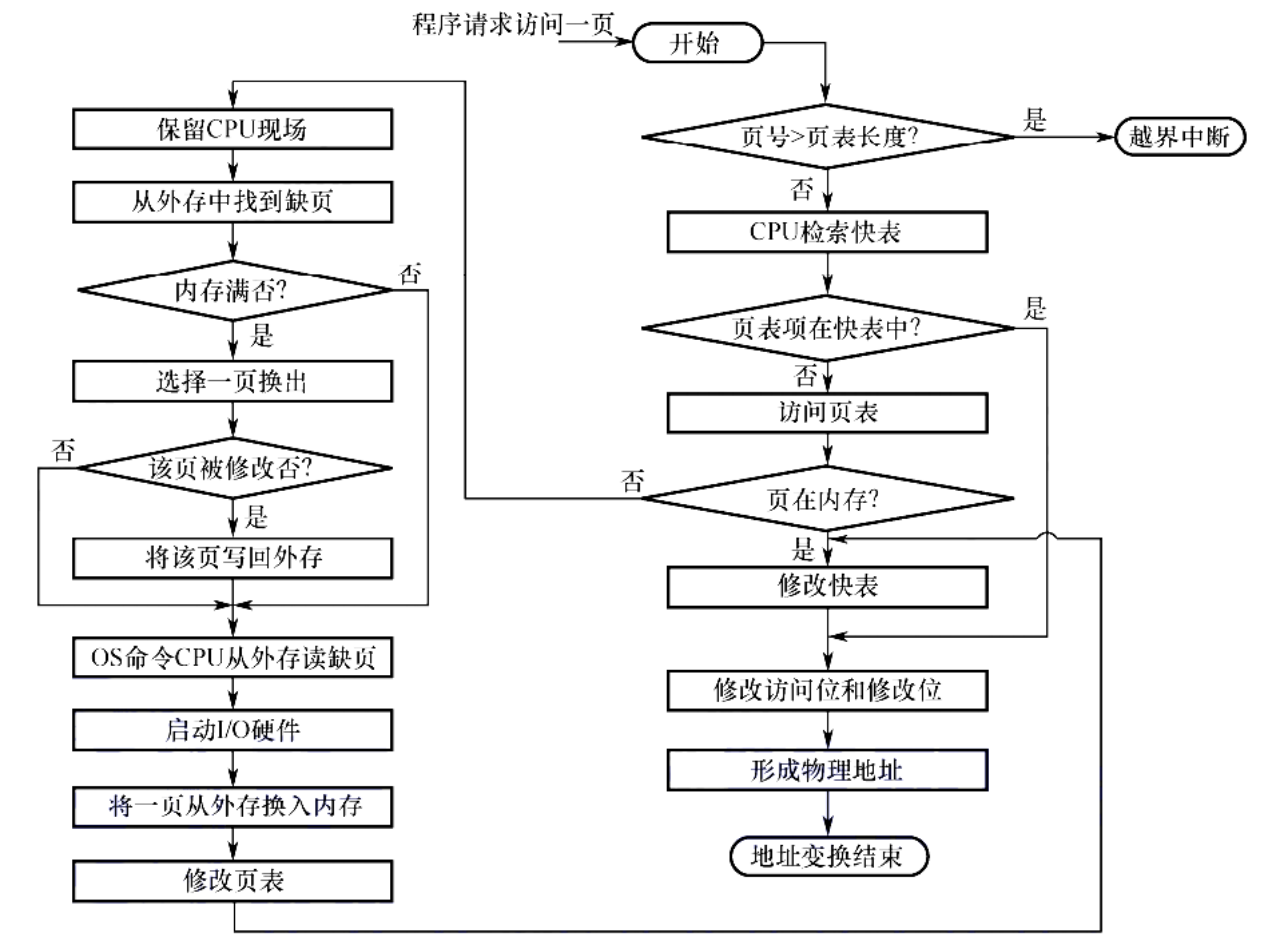 程序请求访问一页
开始
页号>页表长度?
是
越界中断
否
CPU检索快表
页表项在快表中?
是
否
访问页表
页在内存?
否
是
修改快表
修改访问位和修改位
形成物理地址
地址变换结束
保留CPU现场
从外存中找到缺页
内存满否?
否
是
选择一页换出
该页被修改否?
否
是
将该页写回外存
OS命令CPU从外存读缺页
启动I/O硬件
将一页从外存换入内存
修改页表